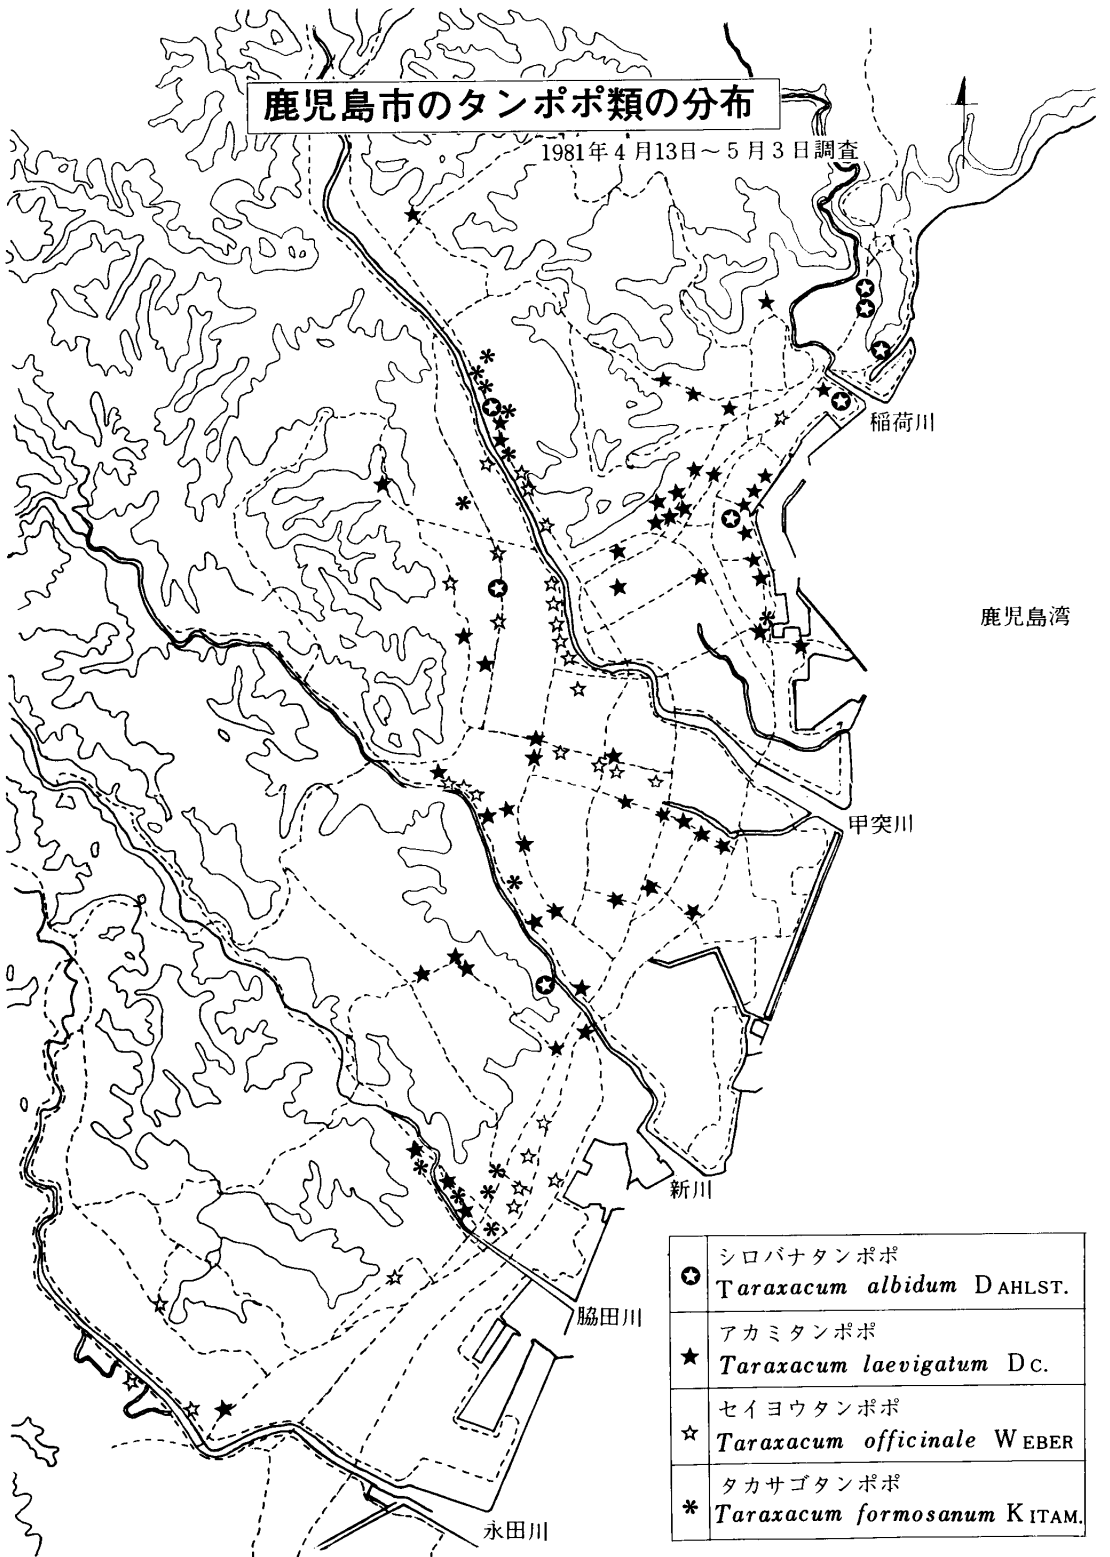 鹿児島市のタンポポ類の分布
1981年4月13日～5月3日調査
稲荷川
鹿児島湾
甲突川
新川
脇田川
永田川
シロバナタンポポ
Taraxacum albidum DAHLST.
アカミタンポポ
Taraxacum laevigatum DC.
セイヨウタンポポ
Taraxacum officinale WEBER
タカサゴタンポポ
Taraxacum formosanum KITAM.